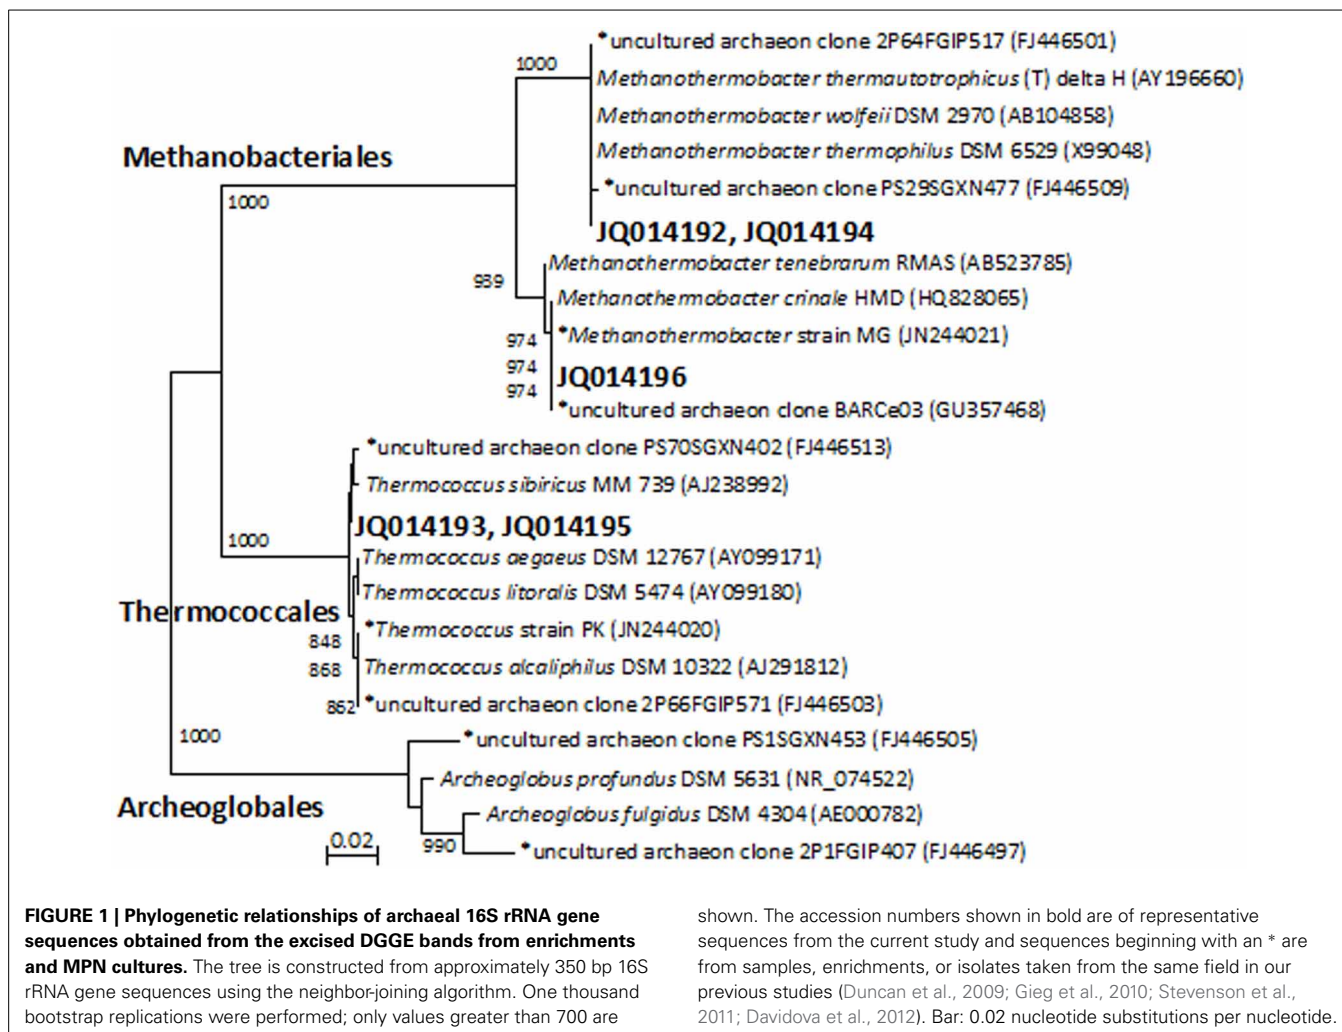 *uncultured archaeon clone 2P64FGIP517 (FJ446501)
1000
Methanothermobacter thermautotrophicus (T) delta H (AY196660)
Methanothermobacter wolfeii DSM 2970 (AB104858)
Methanobacteriales
Methanothermobacter thermophilus DSM 6529 (X99048)
*uncultured archaeon clone PS29SGXN477 (FJ446509)
1000
JQ014192, JQ014194
Methanothermobacter tenebrarum RMAS (AB523785)
989
Methanothermobacter crinale HMD (HQ828065)
*Methanothermobacter strain MG (JN244021)
974
974
JQ014196
974
*uncultured archaeon clone BARCe03 (GU357468)
*uncultured archaeon clone PS70SGXN402 (FJ446513)
Thermococcus sibiricus MM 739 (AJ238992)
JQ014193, JQ014195
1000
Thermococcus aegaeus DSM 12767 (AY099171)
Thermococcus litoralis DSM 5474 (AY099180)
Thermococcales
*Thermococcus strain PK (JN244020)
848
868
Thermococcus alcaliphilus DSM 10322 (AJ291812)
862
*uncultured archaeon clone 2P66FGIP571 (FJ446503)
1000
*uncultured archaeon clone PS1SGXN453 (FJ446505)
Archeoglobus profundus DSM 5631 (NR_074522)
Archeoglobales
Archeoglobus fulgidus DSM 4304 (AE000782)
0.02
990
*uncultured archaeon clone 2P1FGIP407 (FJ446497)
FIGURE 1 | Phylogenetic relationships of archaeal 16S rRNA gene
sequences obtained from the excised DGGE bands from enrichments
and MPN cultures. The tree is constructed from approximately 350 bp 16S
rRNA gene sequences using the neighbor-joining algorithm. One thousand
bootstrap replications were performed; only values greater than 700 are
shown. The accession numbers shown in bold are of representative
sequences from the current study and sequences beginning with an * are
from samples, enrichments, or isolates taken from the same field in our
previous studies (Duncan et al., 2009; Gieg et al., 2010; Stevenson et al.,
2011; Davidova et al., 2012). Bar: 0.02 nucleotide substitutions per nucleotide.